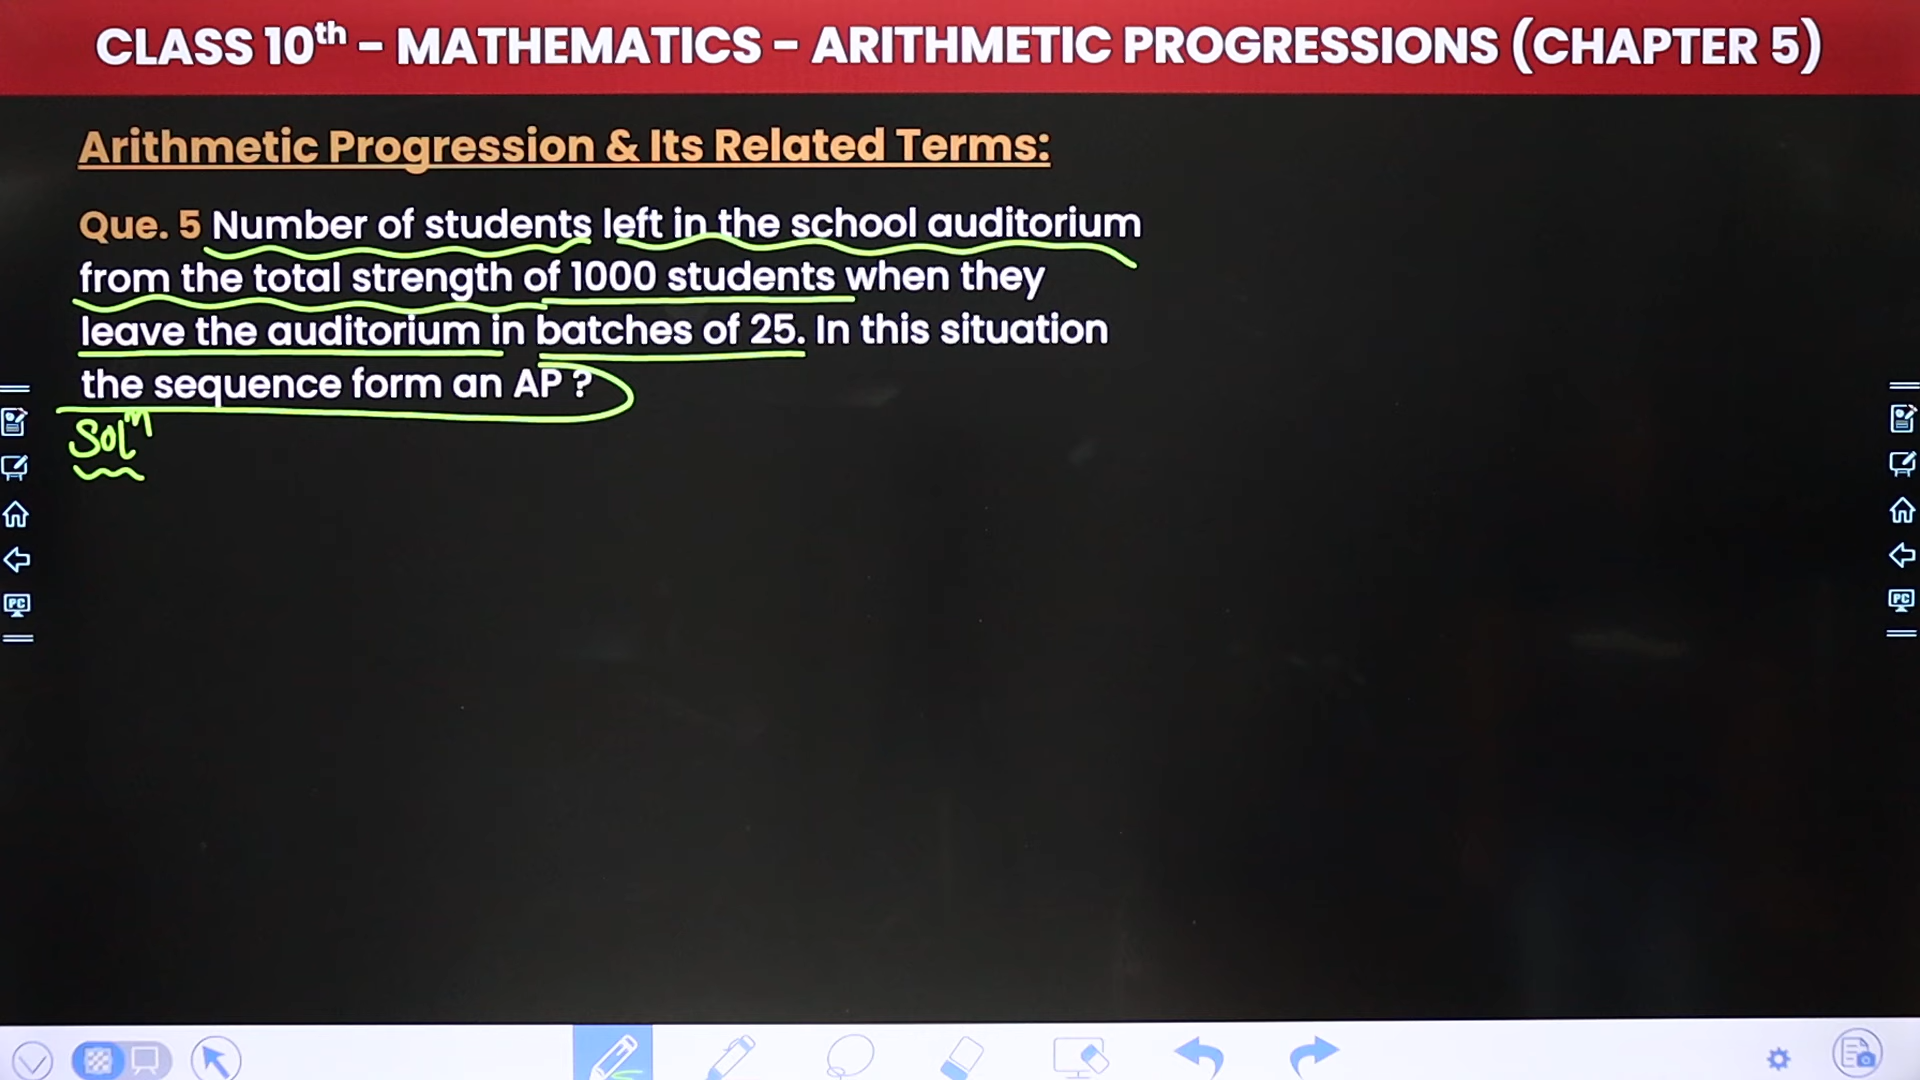 CLASS 10th – MATHEMATICS – ARITHMETIC PROGRESSIONS (CHAPTER 5)
Arithmetic Progression & Its Related Terms:
Que. 5 Number of students left in the school auditorium
from the total strength of 1000 students when they
leave the auditorium in batches of 25. In this situation
the sequence form an AP ?
Solⁿ
PC
PC